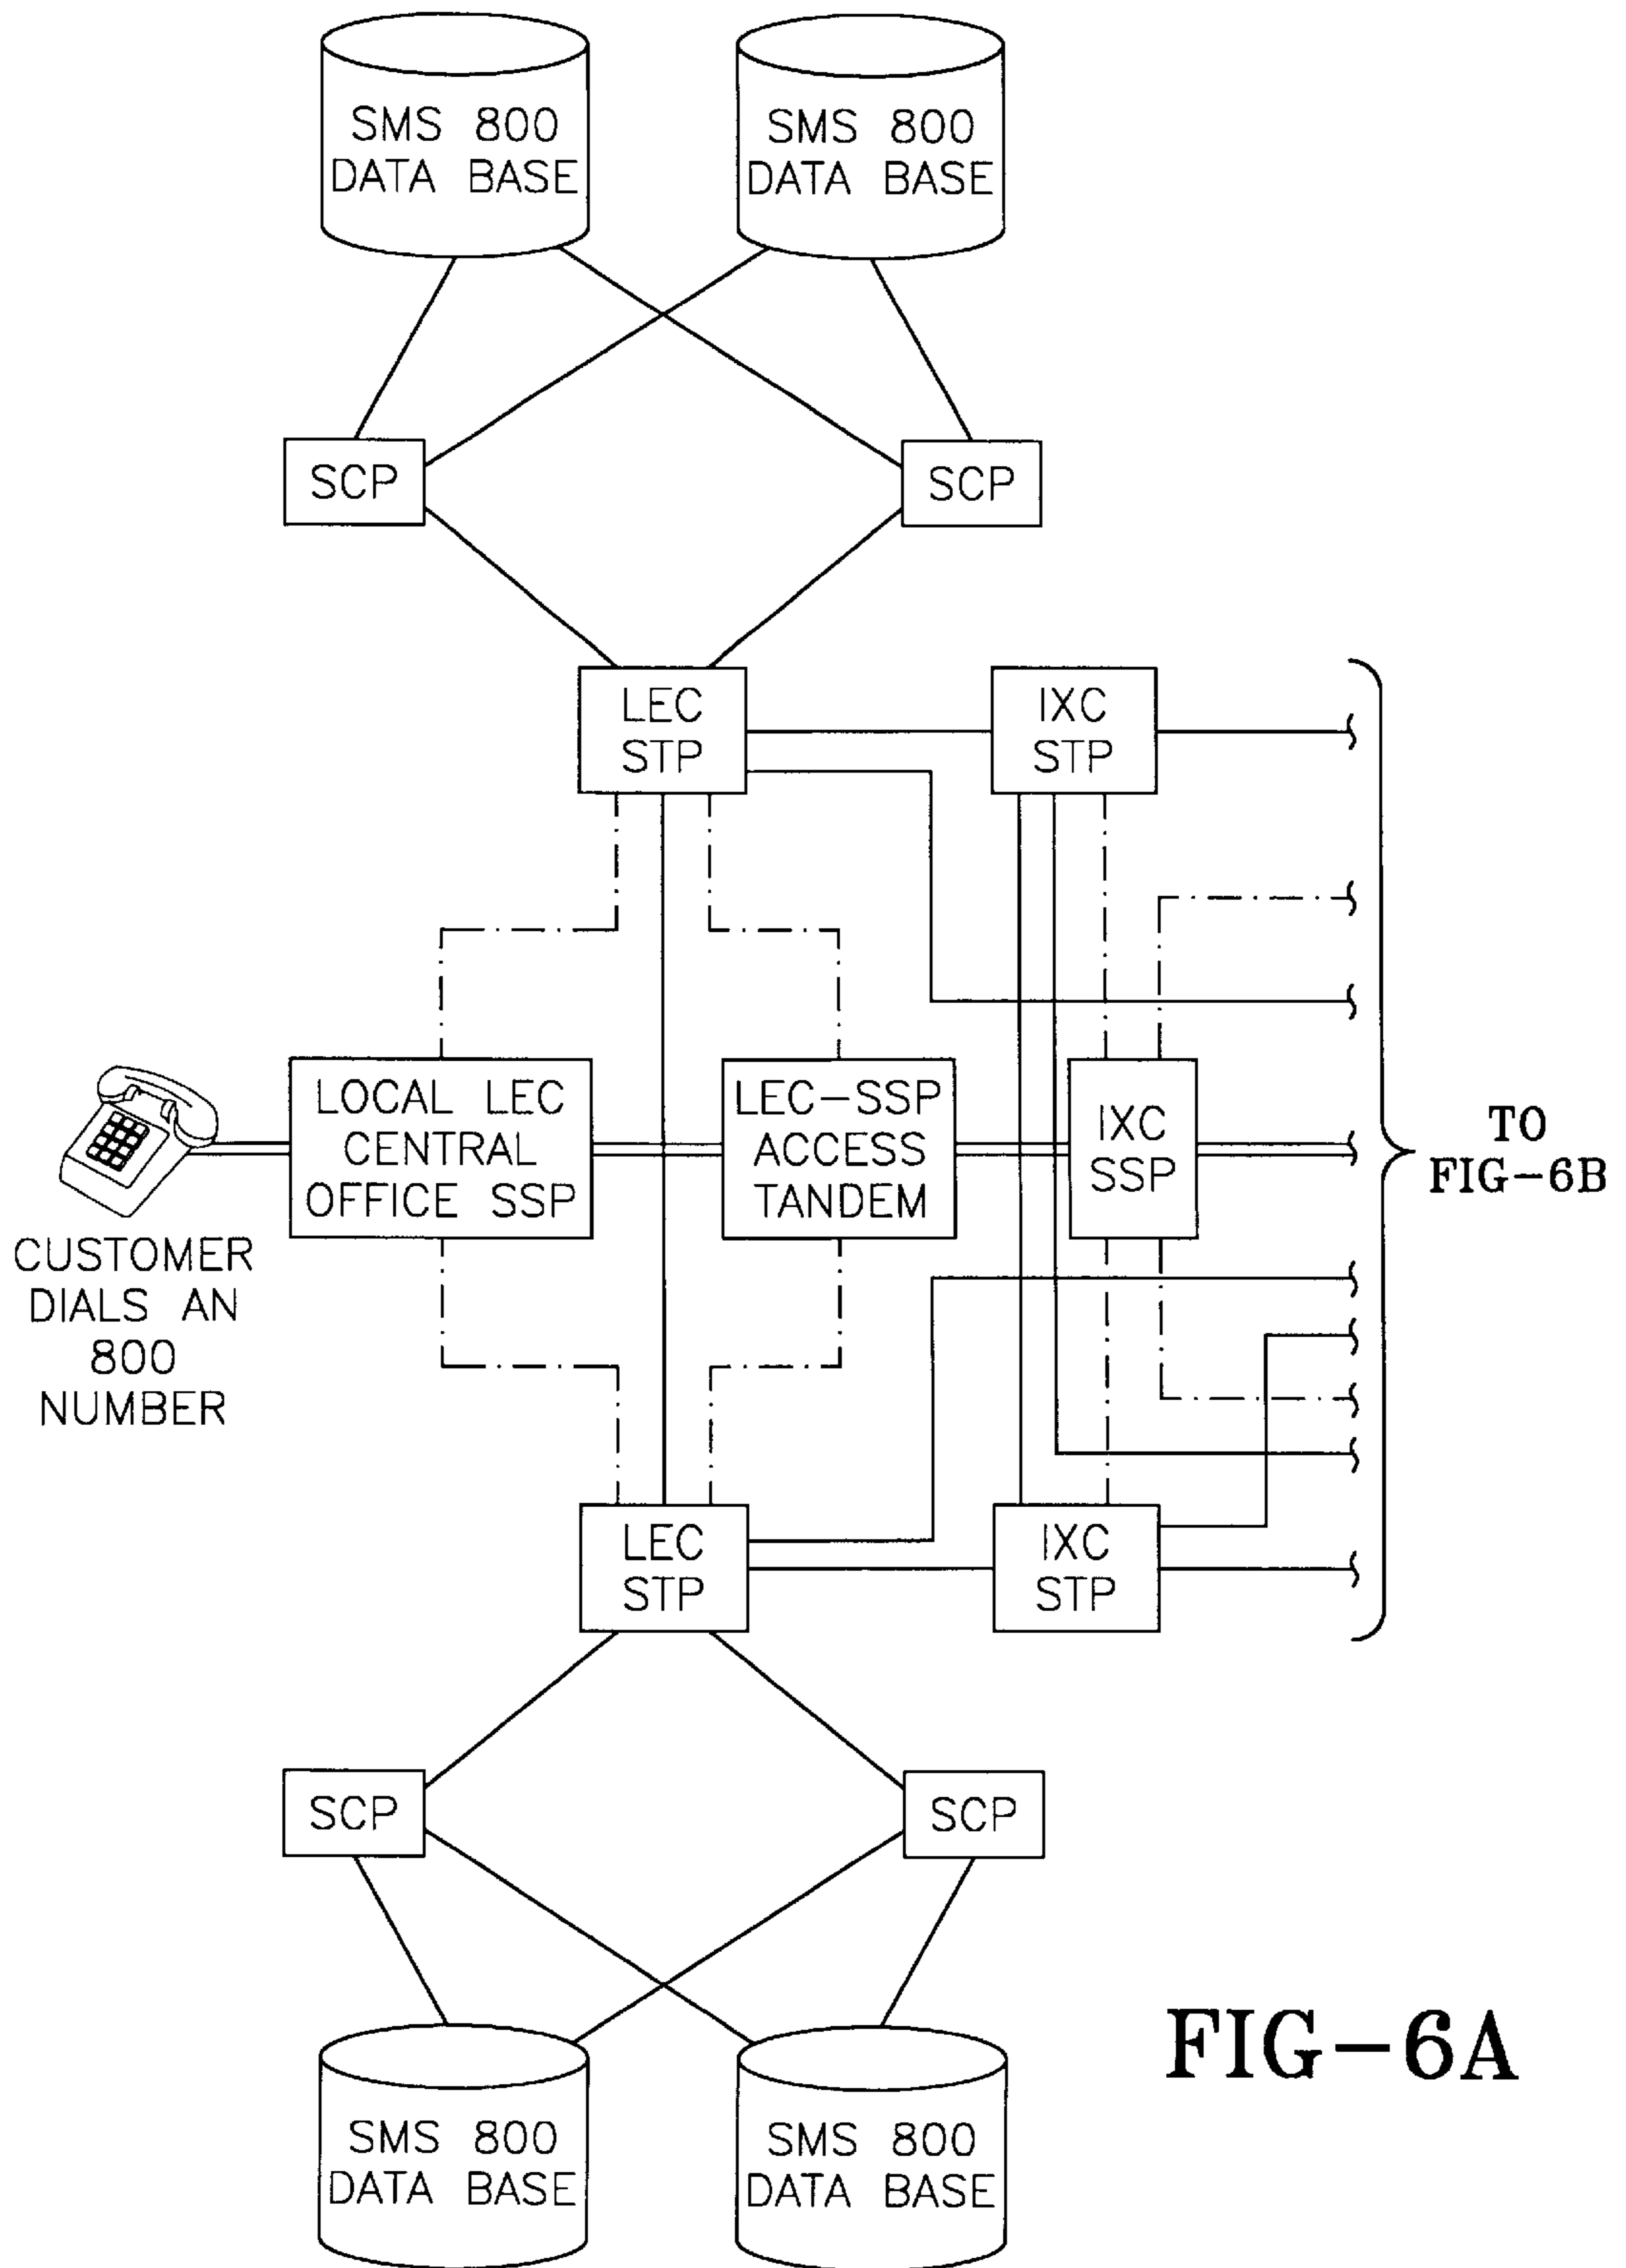 SMS 800
DATA BASE
SMS 800
DATA BASE
SCP
SCP
LEC
STP
IXC
STP
LOCAL LEC
CENTRAL
OFFICE SSP
LEC-SSP
ACCESS
TANDEM
IXC
SSP
TO
FIG-6B
CUSTOMER
DIALS AN
800
NUMBER
LEC
STP
IXC
STP
SCP
SCP
SMS 800
DATA BASE
SMS 800
DATA BASE
FIG-6A